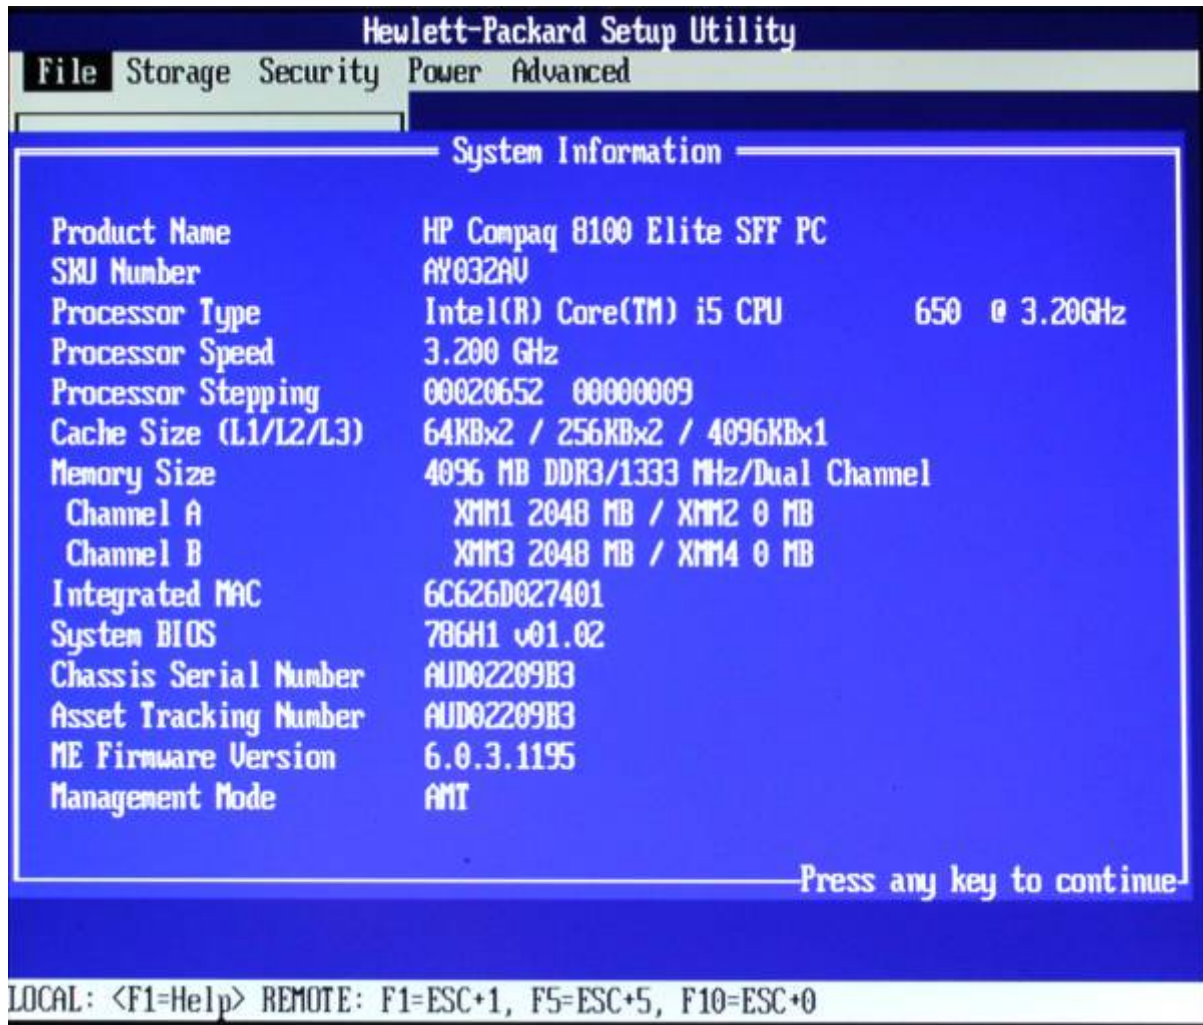 Hewlett-Packard Setup Utility
File Storage Security Power Advanced
System Information
Product Name HP Compaq 8100 Elite SFF PC
SKU Number AY032AV
Processor Type Intel(R) Core(TM) i5 CPU 650 @ 3.20GHz
Processor Speed 3.200 GHz
Processor Stepping 00020652 00000009
Cache Size (L1/L2/L3) 64KBx2 / 256KBx2 / 4096KBx1
Memory Size 4096 MB DDR3/1333 MHz/Dual Channel
Channel A XMM1 2048 MB / XMM2 0 MB
Channel B XMM3 2048 MB / XMM4 0 MB
Integrated MAC 6C626D027401
System BIOS 786H1 v01.02
Chassis Serial Number AUD02209B3
Asset Tracking Number AUD02209B3
ME Firmware Version 6.0.3.1195
Management Mode AMT
Press any key to continue
LOCAL: <F1=Help> REMOTE: F1=ESC+1, F5=ESC+5, F10=ESC+0